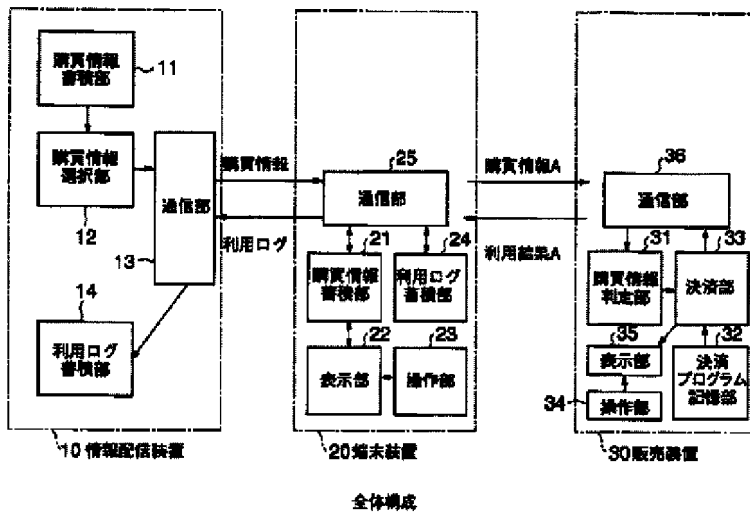 購買情報
蓄積部
11
購買情報
選択部
12
通信部
13
14
利用ログ
蓄積部
10情報配信装置
購買情報
利用ログ
25
通信部
21
購買情報
蓄積部
24
利用ログ
蓄積部
22
表示部
23
操作部
20端末装置
購買情報A
利用結果A
36
通信部
31
購買情報
判定部
33
決済部
35
表示部
34
操作部
32
決済
プログラム
記憶部
30販売装置
全体構成